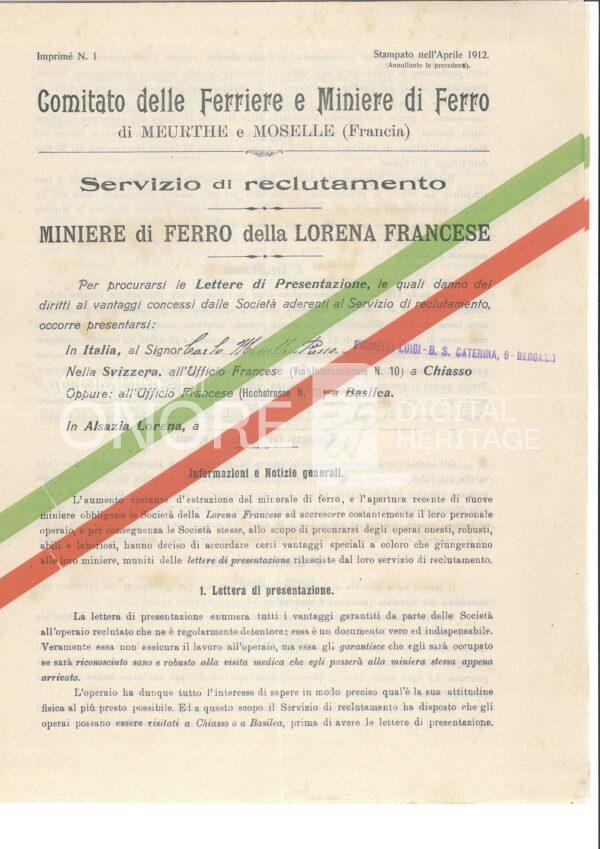 Imprimé N. 1
Stampato nell'Aprile 1912.
(Annullante le precedenti).
Comitato delle Ferriere e Miniere di Ferro
di MEURTHE e MOSELLE (Francia)
Servizio di reclutamento
MINIERE di FERRO della LORENA FRANCESE
Per procurarsi le Lettere di Presentazione, le quali danno dei
diritti ai vantaggi concessi dalle Società aderenti al Servizio di reclutamento,
occorre presentarsi:
In Italia, al Signor Carlo
LUIGI - B. S. CATERINA, 9 - BERGAMO
Nella Svizzera, all'Ufficio Francese (Via Internazionale N. 10) a Chiasso
Oppure: all'Ufficio Francese (Hochstrasse N. ) a Basilea.
In Alsazia Lorena, a
ONORE
DIGITAL
HERITAGE
Informazioni e Notizie generali.
L'aumento costante d'estrazione del minerale di ferro, e l'apertura recente di nuove
miniere obbligano le Società della Lorena Francese ad accrescere costantemente il loro personale
operaio, e per conseguenza le Società stesse, allo scopo di procurarsi degli operai onesti, robusti,
abili e laboriosi, hanno deciso di accordare certi vantaggi speciali a coloro che giungeranno
alle loro miniere, muniti delle lettere di presentazione rilasciate dal loro servizio di reclutamento.
1. Lettera di presentazione.
La lettera di presentazione enumera tutti i vantaggi garantiti da parte delle Società
all'operaio reclutato che ne è regolarmente detentore; essa è un documento vero ed indispensabile.
Veramente essa non assicura il lavoro all'operaio, ma essa gli garantisce che egli sarà occupato
se sarà riconosciuto sano e robusto alla visita medica che egli passerà alla miniera stessa appena
arrivato.
L'operaio ha dunque tutto l'interesse di sapere in modo preciso qual'è la sua attitudine
fisica al più presto possibile. Ed a questo scopo il Servizio di reclutamento ha disposto che gli
operai possano essere visitati a Chiasso o a Basilea, prima di avere le lettere di presentazione.